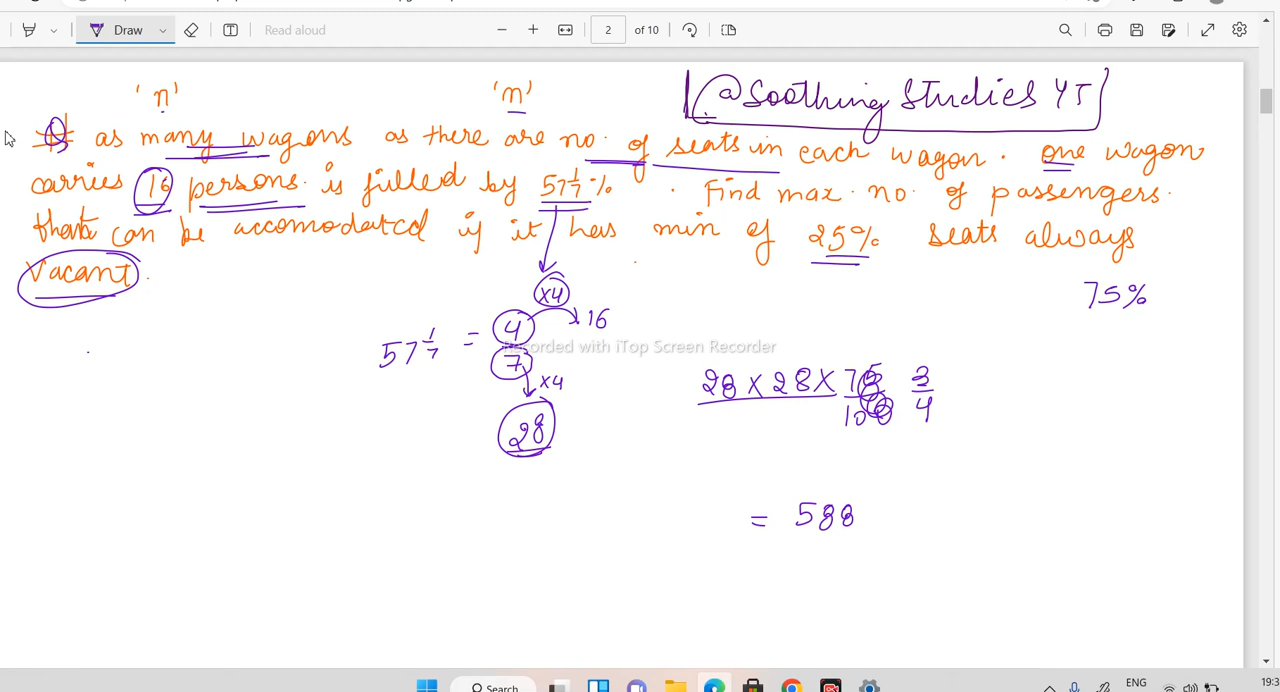 Draw
Read aloud
2 of 10
'n' 'n'
@Soothing Studies YT
as many wagons as there are no. of seats in each wagon. one wagon
carries 16 persons is filled by 57 1/7 % . Find max. no. of passengers.
that can be accomodated if it has min of 25% seats always
Vacant.
75%
x4
57 1/7 = 4/7 16
Recorded with iTop Screen Recorder
x4
28
28 x 28 x 75/100 3/4
= 588
Search
ENG
19:3